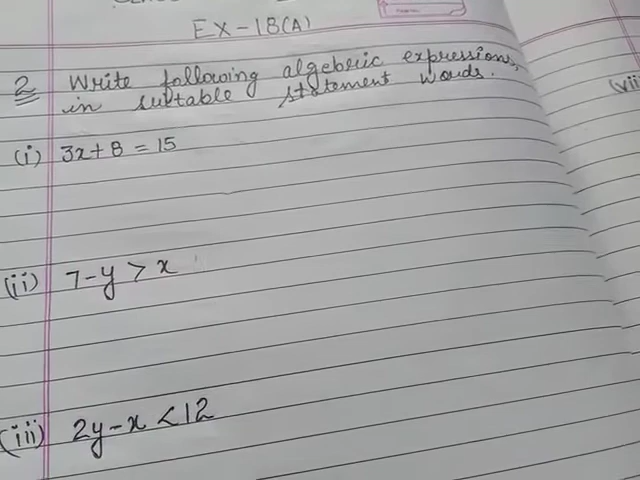 EX-18(A)
2 Write following algebric expressions,
in suitable statement words.
(i) 3x+8 = 15
(vii
(ii) 7-y > x
(iii) 2y-x < 12